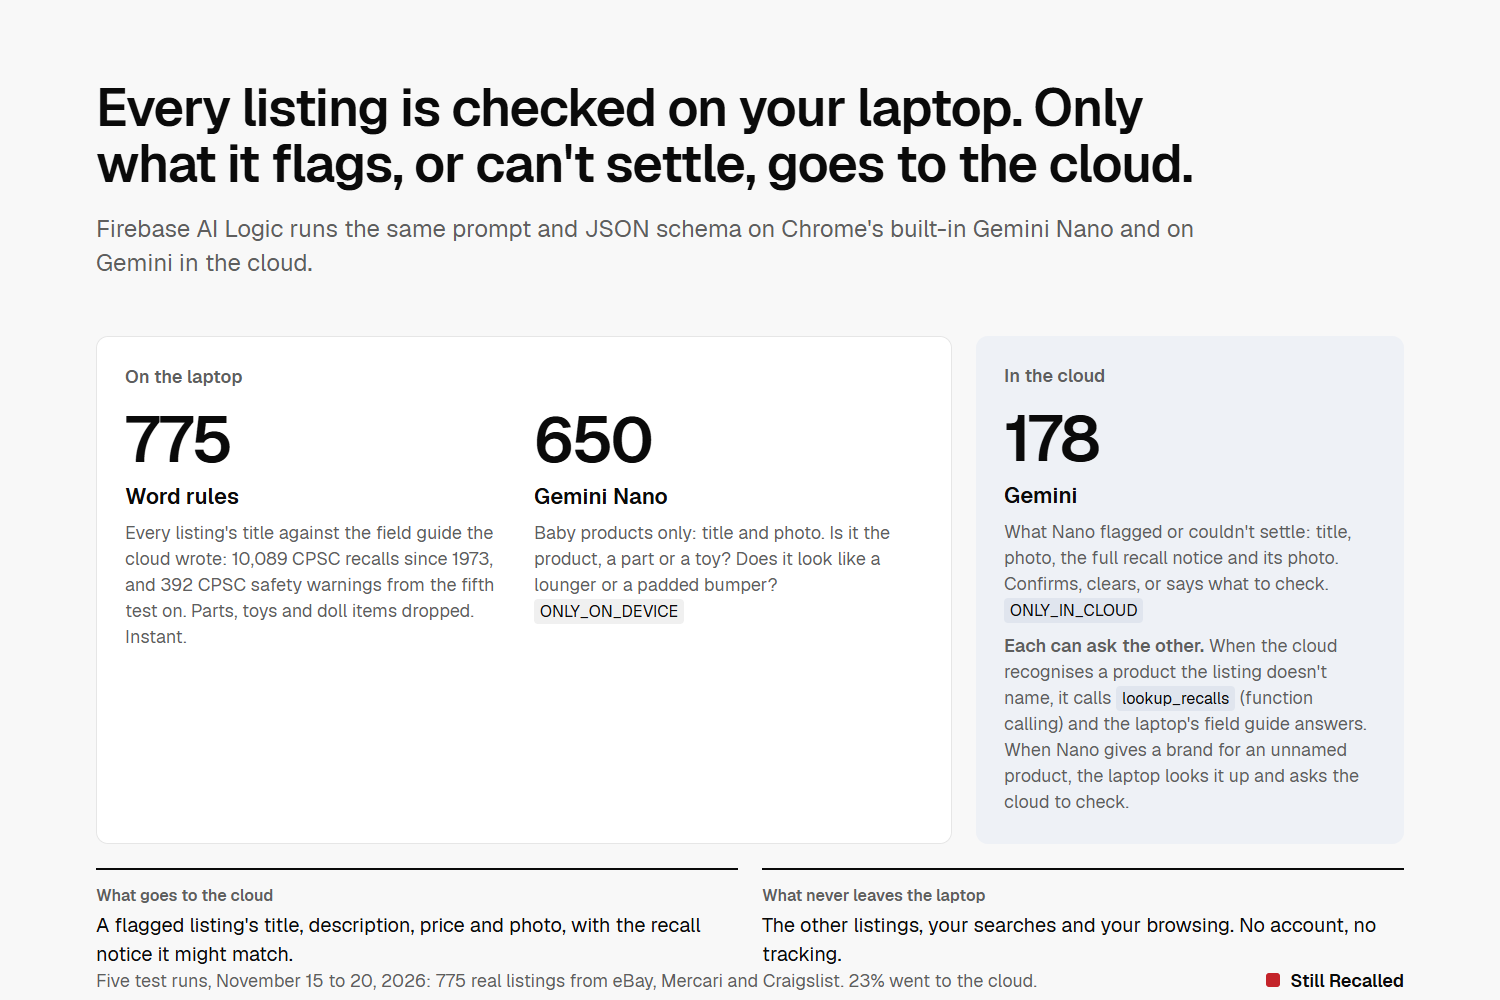 Every listing is checked on your laptop. Only
what it flags, or can't settle, goes to the cloud.
Firebase AI Logic runs the same prompt and JSON schema on Chrome's built-in Gemini Nano and on
Gemini in the cloud.
On the laptop
775
Word rules
Every listing's title against the field guide the
cloud wrote: 10,089 CPSC recalls since 1973,
and 392 CPSC safety warnings from the fifth
test on. Parts, toys and doll items dropped.
Instant.
650
Gemini Nano
Baby products only: title and photo. Is it the
product, a part or a toy? Does it look like a
lounger or a padded bumper?
ONLY_ON_DEVICE
In the cloud
178
Gemini
What Nano flagged or couldn't settle: title,
photo, the full recall notice and its photo.
Confirms, clears, or says what to check.
ONLY_IN_CLOUD
Each can ask the other. When the cloud
recognises a product the listing doesn't
name, it calls lookup_recalls (function
calling) and the laptop's field guide answers.
When Nano gives a brand for an unnamed
product, the laptop looks it up and asks the
cloud to check.
What goes to the cloud
A flagged listing's title, description, price and photo, with the recall
notice it might match.
What never leaves the laptop
The other listings, your searches and your browsing. No account, no
tracking.
Five test runs, November 15 to 20, 2026: 775 real listings from eBay, Mercari and Craigslist. 23% went to the cloud.
Still Recalled